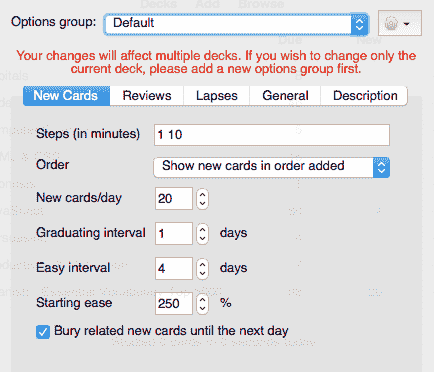 Decks Add Browse
Options group: Default
Your changes will affect multiple decks. If you wish to change only the
current deck, please add a new options group first.
New Cards Reviews Lapses General Description
Steps (in minutes) 1 10
Order Show new cards in order added
New cards/day 20
Graduating interval 1 days
Easy interval 4 days
Starting ease 250 %
Bury related new cards until the next day